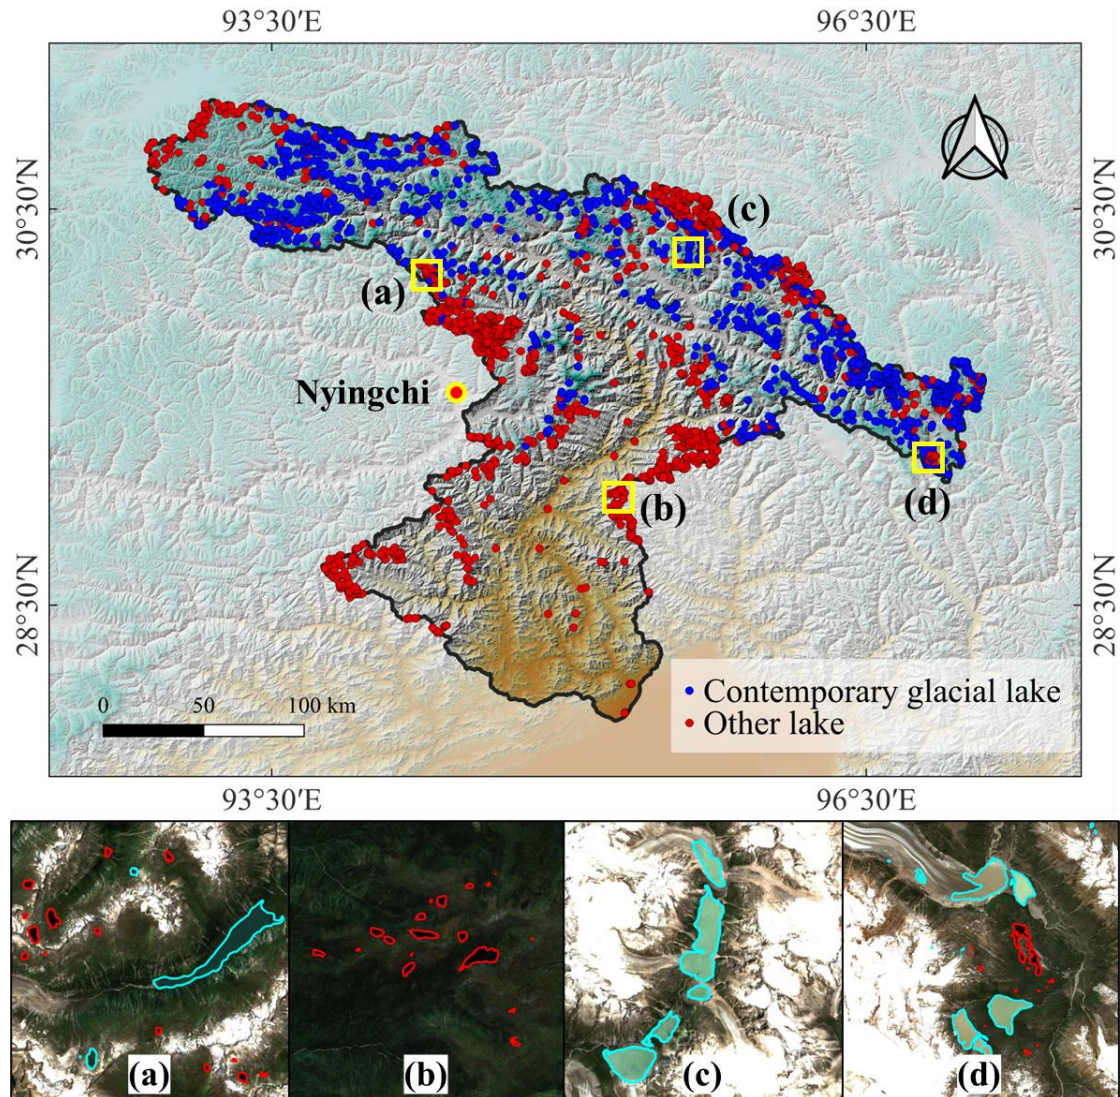 93°30′E 96°30′E
30°30′N 30°30′N
(c)
(a)
Nyingchi
(b)
(d)
28°30′N 28°30′N
Contemporary glacial lake
Other lake
0 50 100 km
93°30′E 96°30′E
(a) (b) (c) (d)